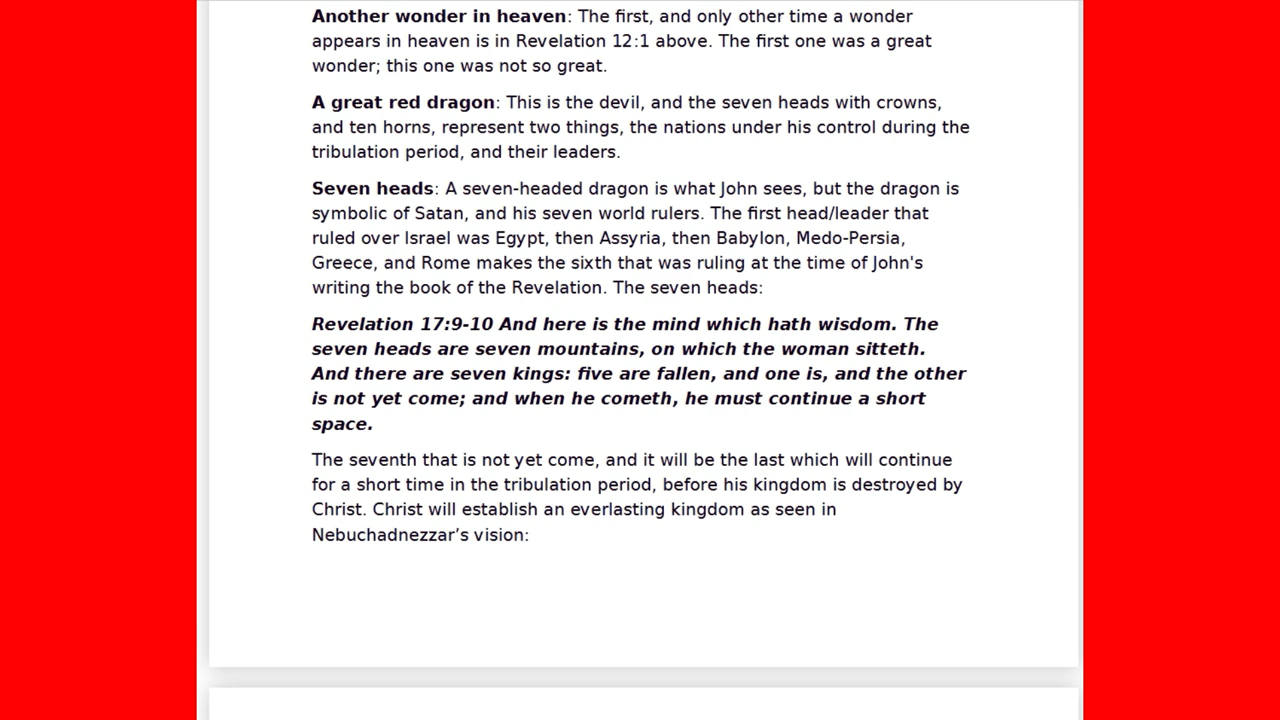 Another wonder in heaven: The first, and only other time a wonder
appears in heaven is in Revelation 12:1 above. The first one was a great
wonder; this one was not so great.
A great red dragon: This is the devil, and the seven heads with crowns,
and ten horns, represent two things, the nations under his control during the
tribulation period, and their leaders.
Seven heads: A seven-headed dragon is what John sees, but the dragon is
symbolic of Satan, and his seven world rulers. The first head/leader that
ruled over Israel was Egypt, then Assyria, then Babylon, Medo-Persia,
Greece, and Rome makes the sixth that was ruling at the time of John's
writing the book of the Revelation. The seven heads:
Revelation 17:9-10 And here is the mind which hath wisdom. The
seven heads are seven mountains, on which the woman sitteth.
And there are seven kings: five are fallen, and one is, and the other
is not yet come; and when he cometh, he must continue a short
space.
The seventh that is not yet come, and it will be the last which will continue
for a short time in the tribulation period, before his kingdom is destroyed by
Christ. Christ will establish an everlasting kingdom as seen in
Nebuchadnezzar’s vision: